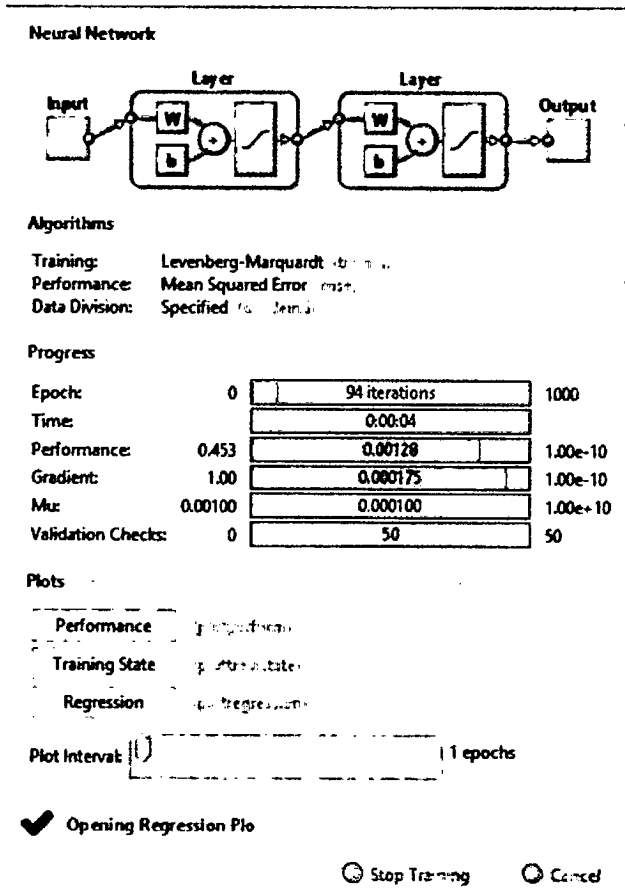 Neural Network
Layer Layer
Input Output
W W
b b
+ +
Algorithms
Training: Levenberg-Marquardt
Performance: Mean Squared Error
Data Division: Specified
Progress
Epoch: 0 94 iterations 1000
Time: 0:00:04
Performance: 0.453 0.00128 1.00e-10
Gradient: 1.00 0.000175 1.00e-10
Mu: 0.00100 0.000100 1.00e+10
Validation Checks: 0 50 50
Plots
Performance
Training State
Regression
Plot Interval: 1 epochs
Opening Regression Plo
Stop Training Cancel